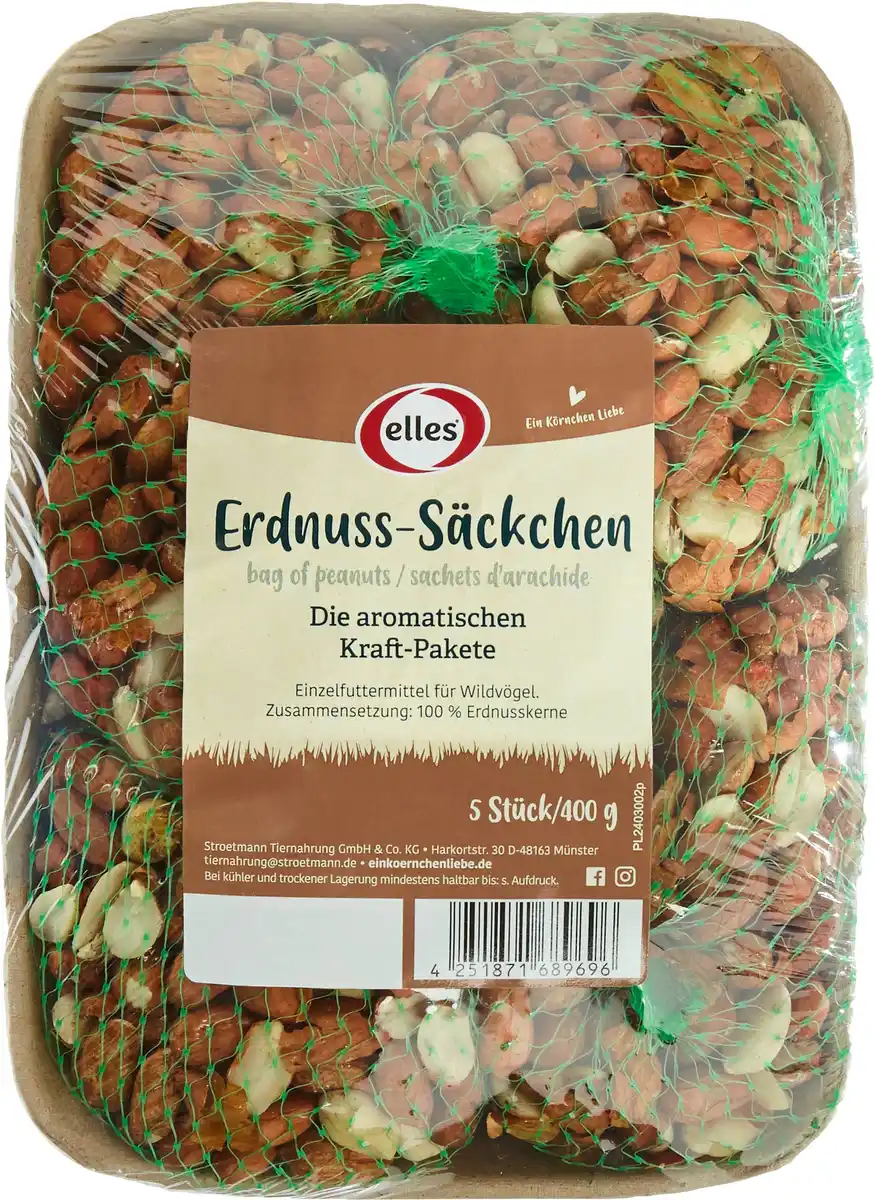 elles
Ein Körnchen Liebe
Erdnuss-Säckchen
bag of peanuts / sachets d'arachide
Die aromatischen
Kraft-Pakete
Einzelfuttermittel für Wildvögel.
Zusammensetzung: 100 % Erdnusskerne
5 Stück/400 g
PL2403002p
Stroetmann Tiernahrung GmbH & Co. KG • Harkortstr. 30 D-48163 Münster
tiernahrung@stroetmann.de • einkoernchenliebe.de
Bei kühler und trockener Lagerung mindestens haltbar bis: s. Aufdruck.
4 251871 689696